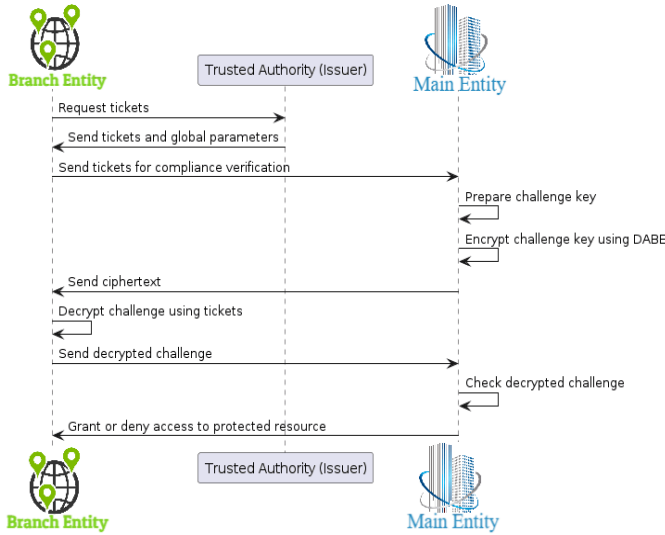 Branch Entity
Trusted Authority (Issuer)
Main Entity
Request tickets
Send tickets and global parameters
Send tickets for compliance verification
Prepare challenge key
Encrypt challenge key using DABE
Send ciphertext
Decrypt challenge using tickets
Send decrypted challenge
Check decrypted challenge
Grant or deny access to protected resource
Branch Entity
Trusted Authority (Issuer)
Main Entity